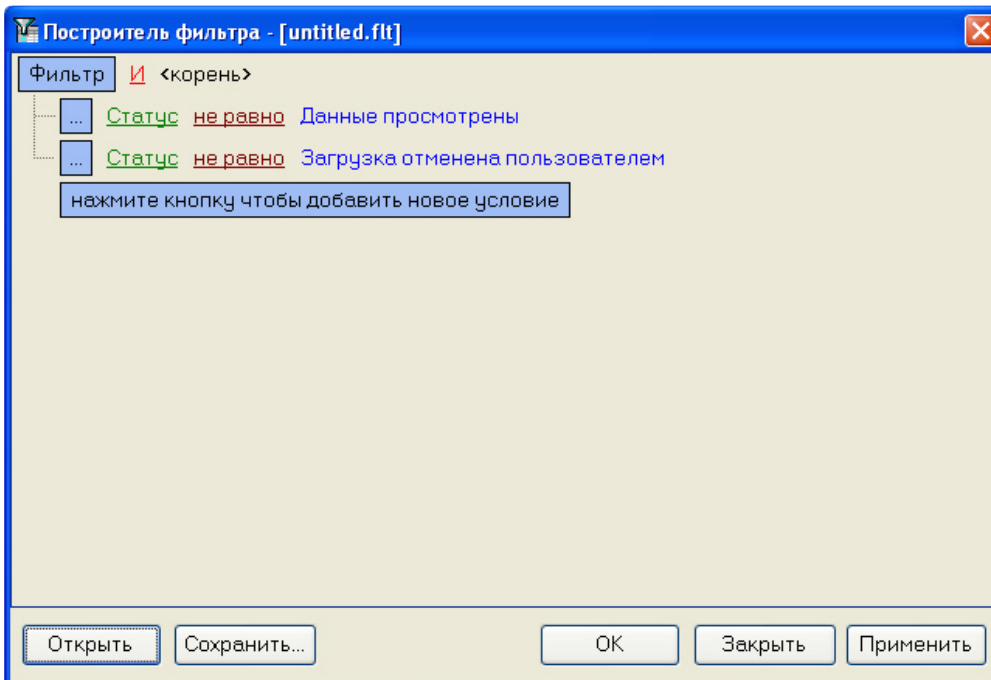 Построитель фильтра - [untitled.flt]
Фильтр И <корень>
... Статус не равно Данные просмотрены
... Статус не равно Загрузка отменена пользователем
нажмите кнопку чтобы добавить новое условие
Открыть Сохранить... OK Закрыть Применить